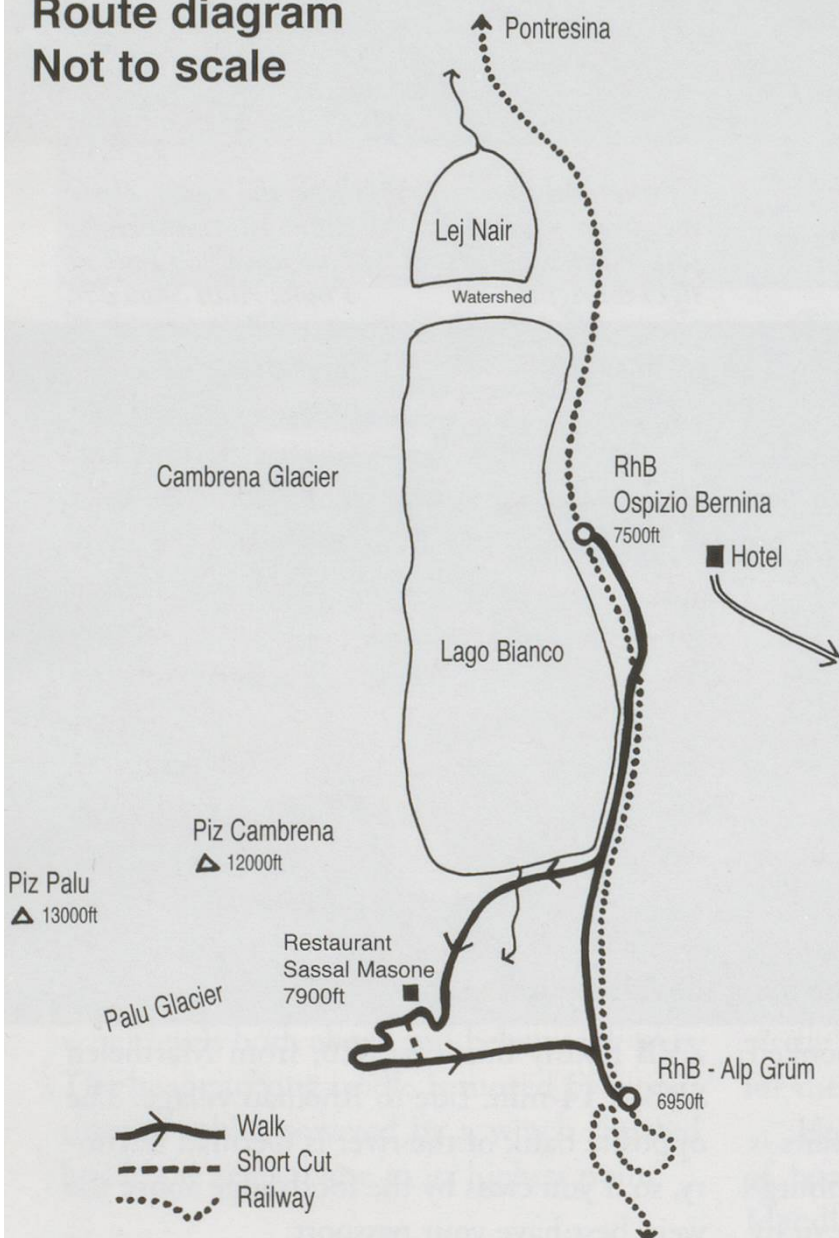 Route diagram
Not to scale
Pontresina
Lej Nair
Watershed
Cambrena Glacier
RhB
Ospizio Bernina
7500ft
Hotel
Lago Bianco
Piz Cambrena
12000ft
Piz Palu
13000ft
Restaurant
Sassal Masone
7900ft
Palu Glacier
RhB - Alp Grüm
6950ft
Walk
Short Cut
Railway